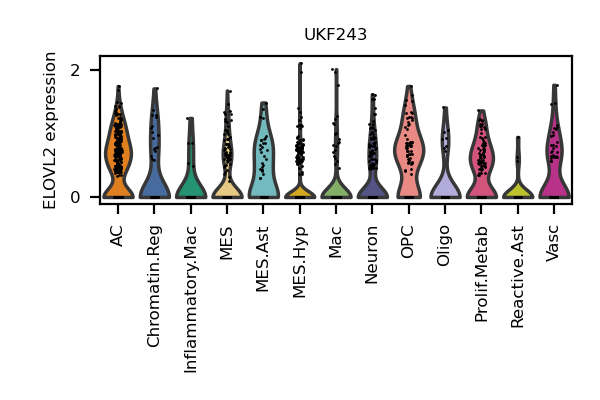 UKF243
ELOVL2 expression
2
0
AC
Chromatin.Reg
Inflammatory.Mac
MES
MES.Ast
MES.Hyp
Mac
Neuron
OPC
Oligo
Prolif.Metab
Reactive.Ast
Vasc